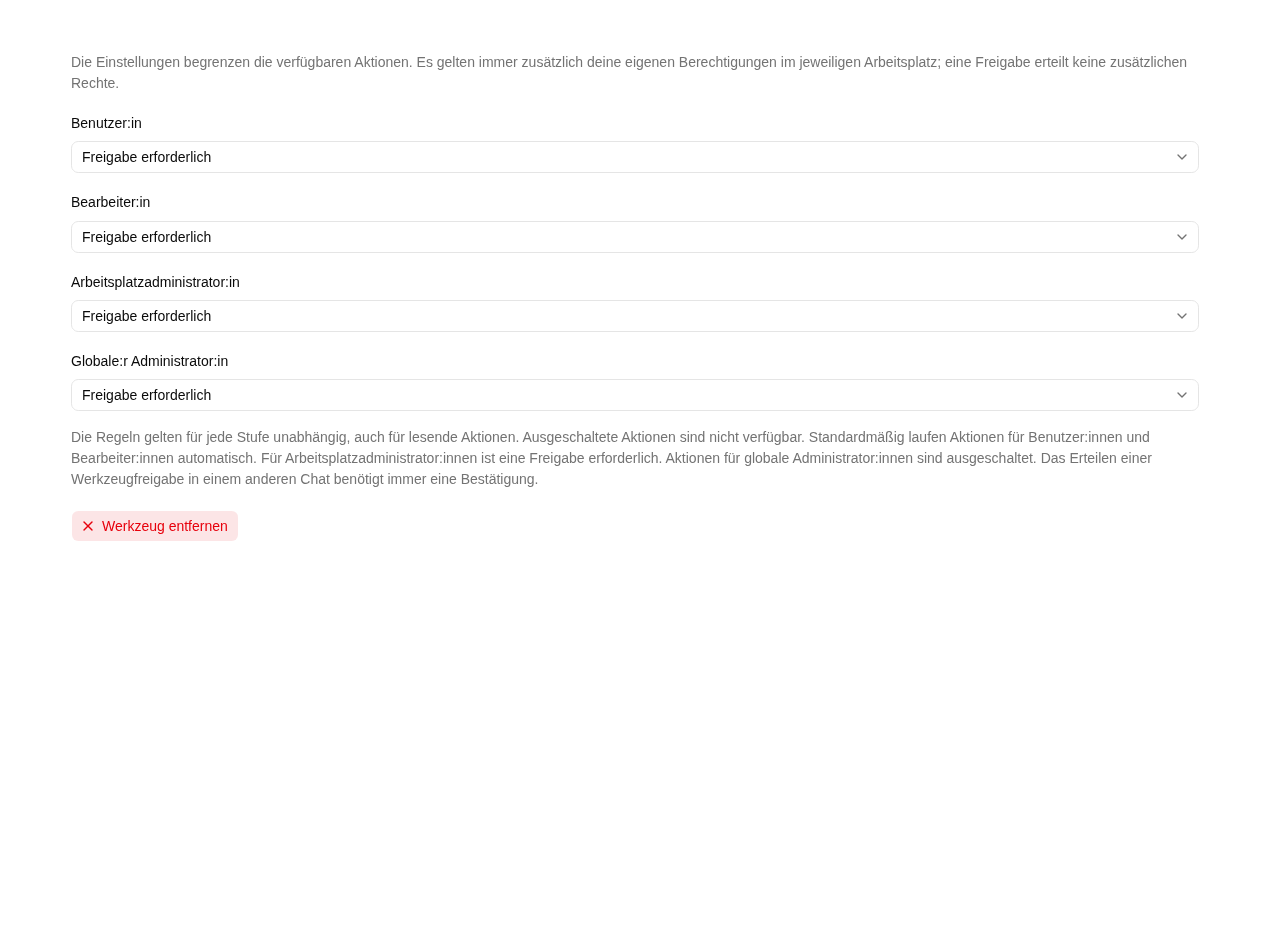 Die Einstellungen begrenzen die verfügbaren Aktionen. Es gelten immer zusätzlich deine eigenen Berechtigungen im jeweiligen Arbeitsplatz; eine Freigabe erteilt keine zusätzlichen
Rechte.
Benutzer:in
Freigabe erforderlich
Bearbeiter:in
Freigabe erforderlich
Arbeitsplatzadministrator:in
Freigabe erforderlich
Globale:r Administrator:in
Freigabe erforderlich
Die Regeln gelten für jede Stufe unabhängig, auch für lesende Aktionen. Ausgeschaltete Aktionen sind nicht verfügbar. Standardmäßig laufen Aktionen für Benutzer:innen und
Bearbeiter:innen automatisch. Für Arbeitsplatzadministrator:innen ist eine Freigabe erforderlich. Aktionen für globale Administrator:innen sind ausgeschaltet. Das Erteilen einer
Werkzeugfreigabe in einem anderen Chat benötigt immer eine Bestätigung.
Werkzeug entfernen